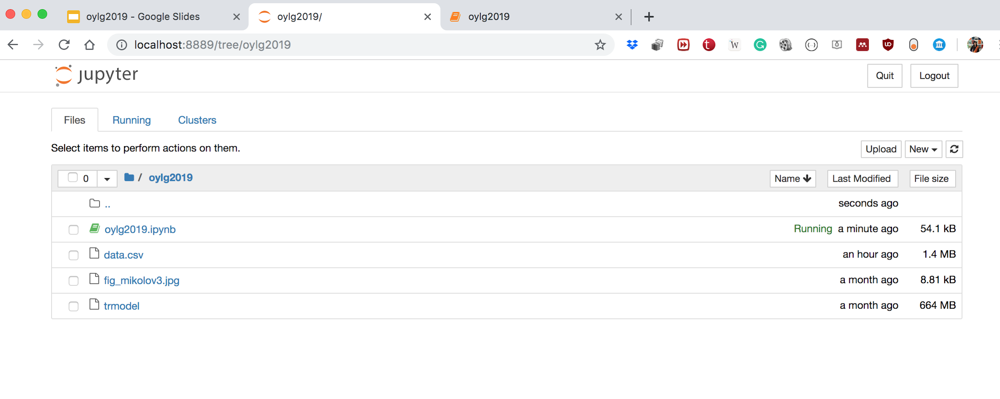 oylg2019 - Google Slides
oylg2019/
oylg2019
localhost:8889/tree/oylg2019
jupyter
Quit
Logout
Files
Running
Clusters
Select items to perform actions on them.
Upload
New
0
/ oylg2019
Name
Last Modified
File size
.. seconds ago
oylg2019.ipynb Running a minute ago 54.1 kB
data.csv an hour ago 1.4 MB
fig_mikolov3.jpg a month ago 8.81 kB
trmodel a month ago 664 MB